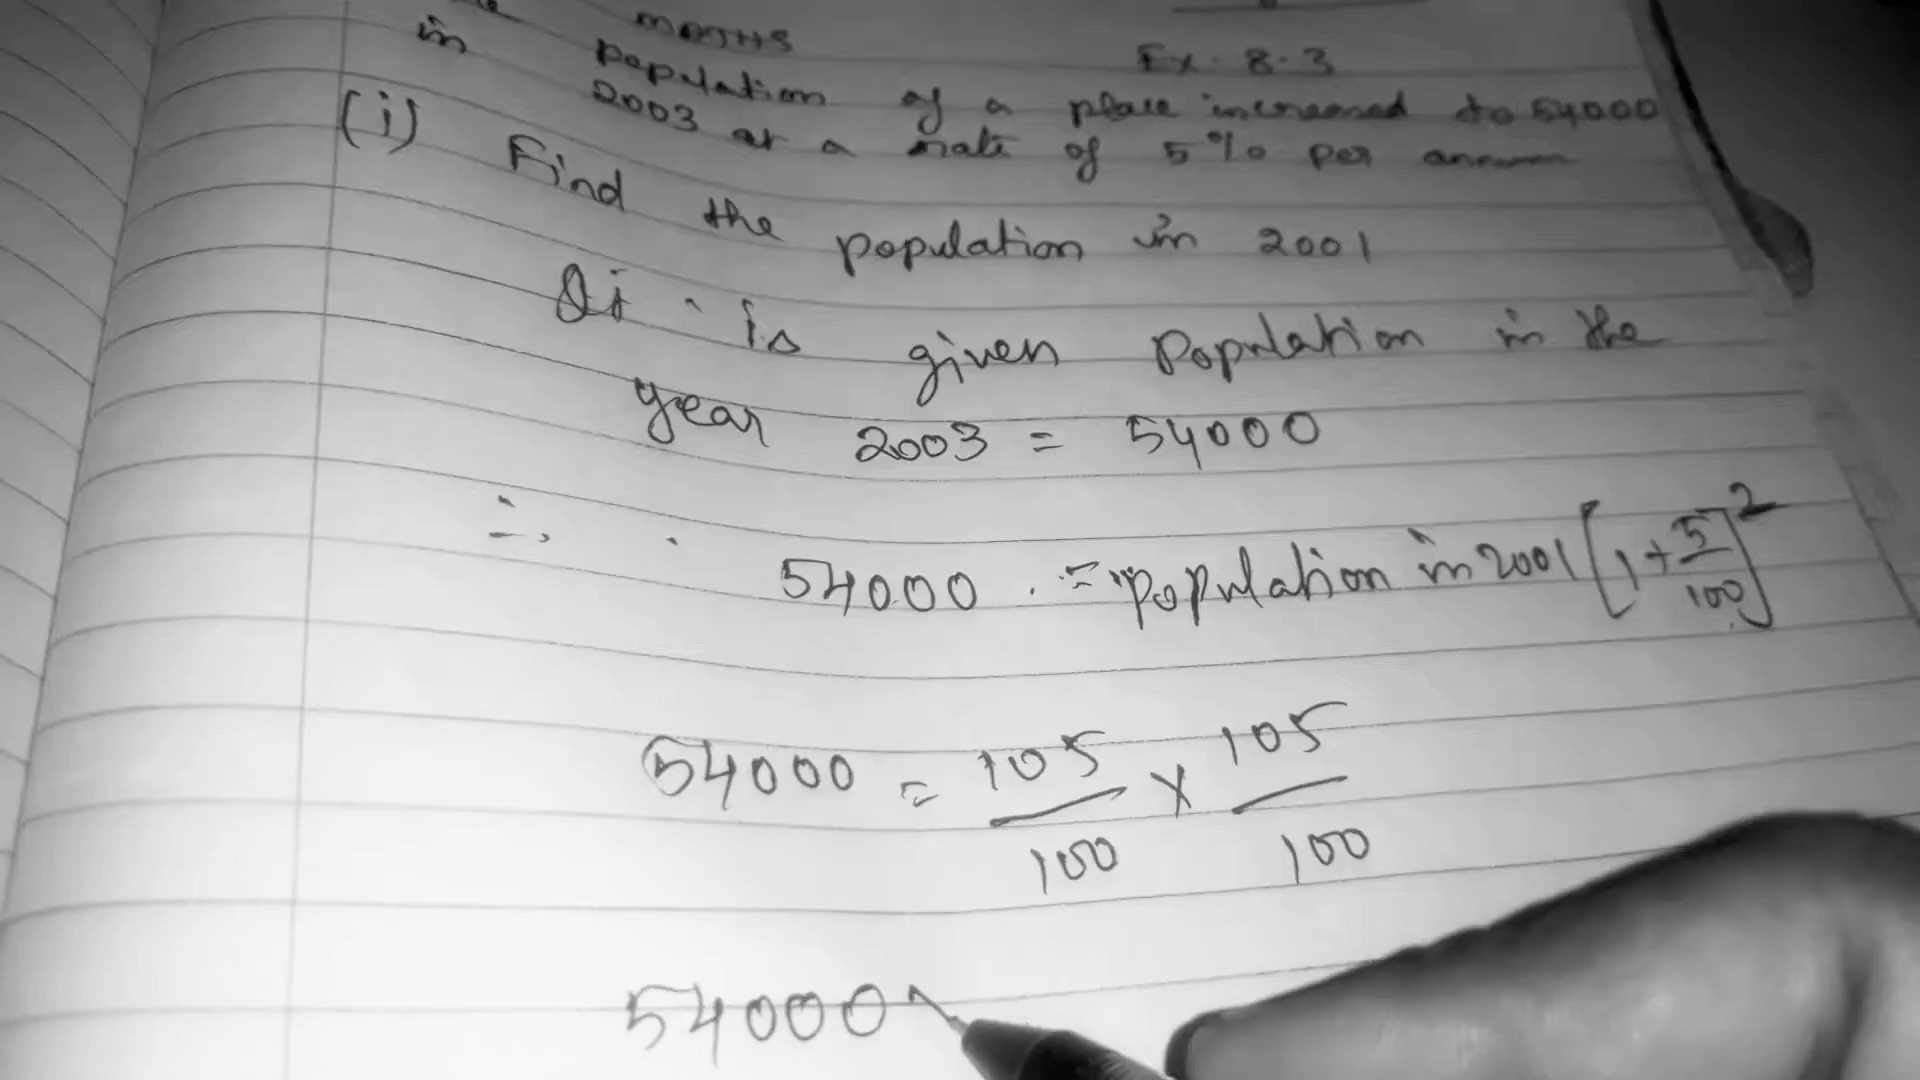 MATHS Ex. 8.3
population of a place increased to 54000
in 2003 at a rate of 5% per annum
(i) Find the population in 2001
It is given population in the
year 2003 = 54000
∴ 54000 = population in 2001 [1 + 5/100]²
54000 = 105/100 × 105/100
54000